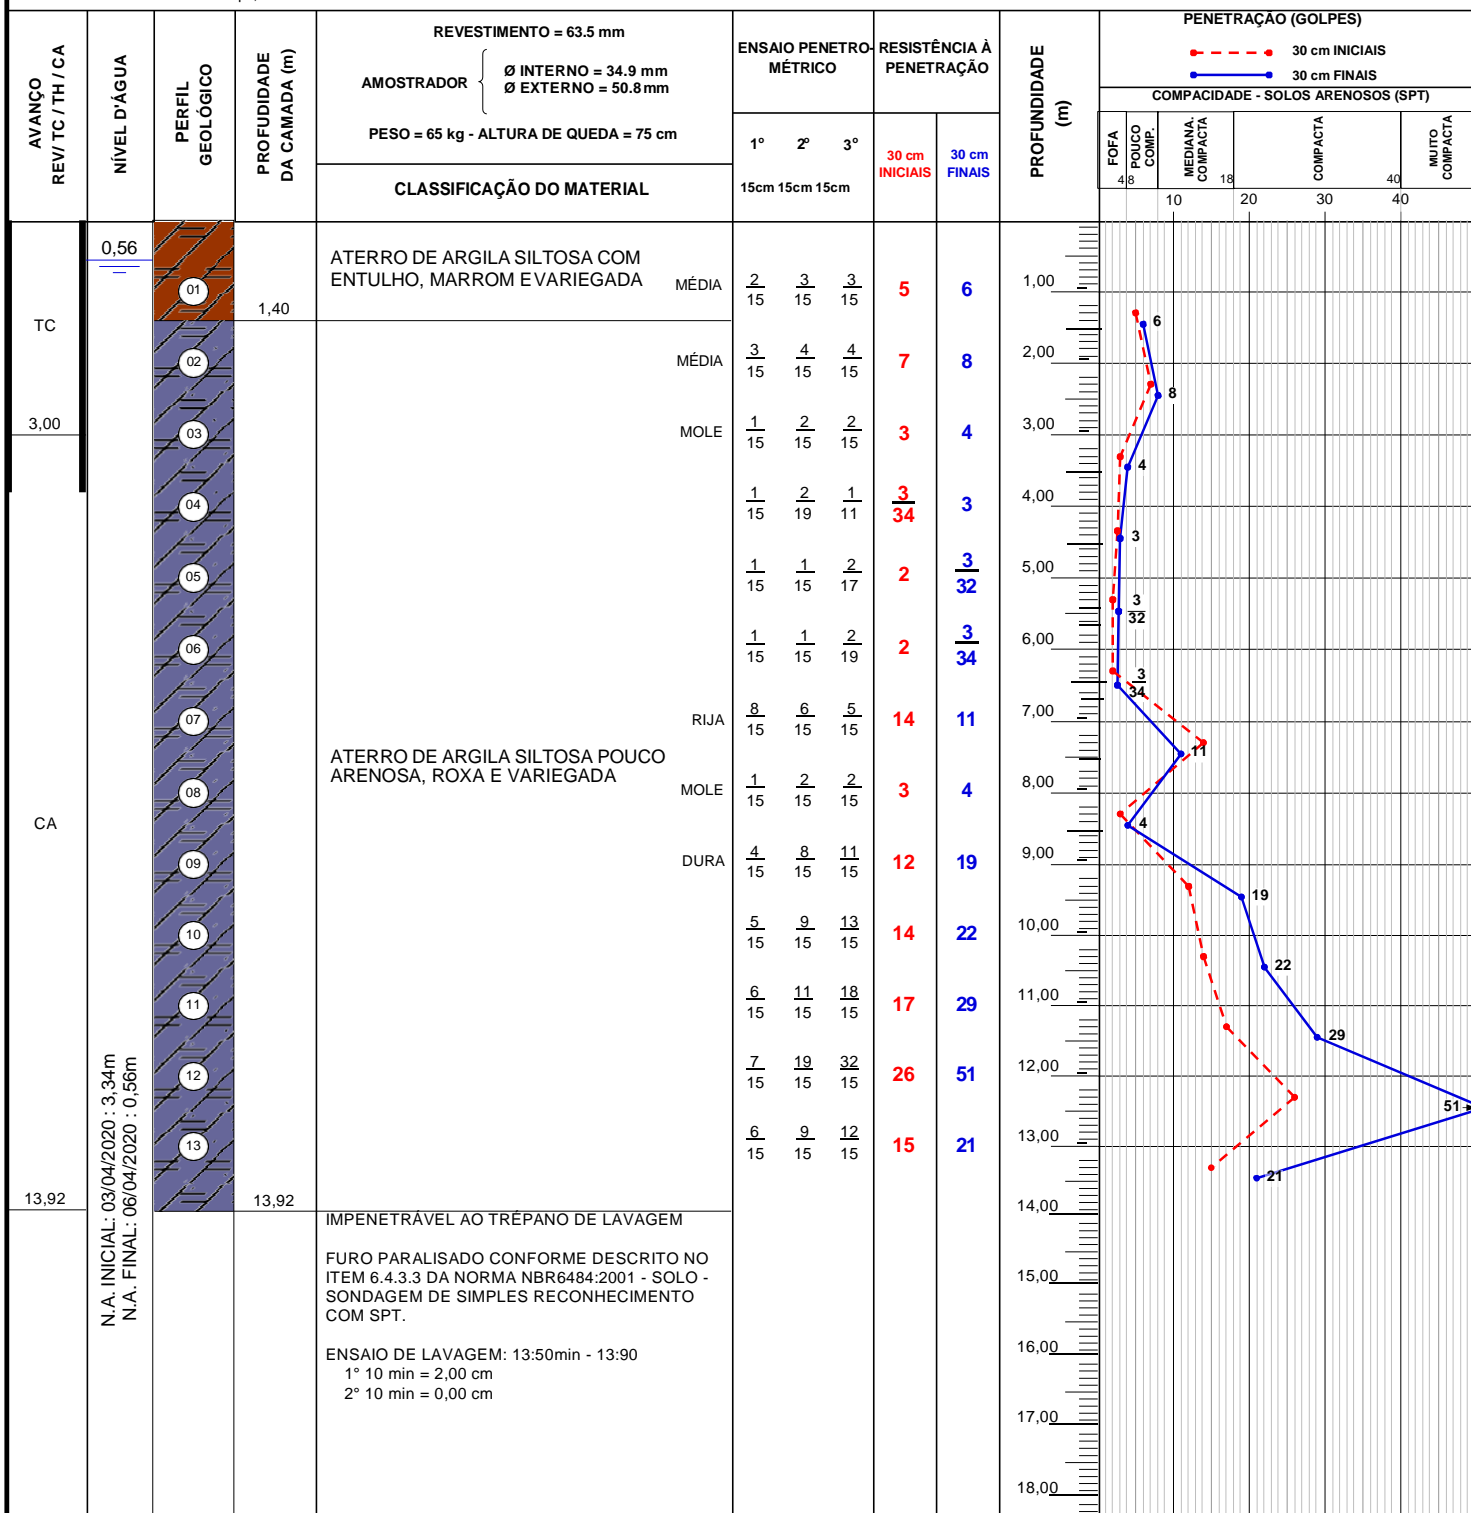 AVANÇO
REV/ TC / TH / CA
NÍVEL D'ÁGUA
PERFIL
GEOLÓGICO
PROFUDIDADE
DA CAMADA (m)
REVESTIMENTO = 63.5 mm
AMOSTRADOR
Ø INTERNO = 34.9 mm
Ø EXTERNO = 50.8mm
PESO = 65 kg - ALTURA DE QUEDA = 75 cm
CLASSIFICAÇÃO DO MATERIAL
ENSAIO PENETRO-
MÉTRICO
1° 2° 3°
15cm 15cm 15cm
RESISTÊNCIA À
PENETRAÇÃO
30 cm
INICIAIS
30 cm
FINAIS
PROFUNDIDADE
(m)
PENETRAÇÃO (GOLPES)
30 cm INICIAIS
30 cm FINAIS
COMPACIDADE - SOLOS ARENOSOS (SPT)
FOFA
POUCO
COMP.
MEDIANA.
COMPACTA
COMPACTA
MUITO
COMPACTA
4 8 18 40
10 20 30 40
0,56
TC
3,00
CA
13,92
N.A. INICIAL: 03/04/2020 : 3,34m
N.A. FINAL: 06/04/2020 : 0,56m
1,40
13,92
ATERRO DE ARGILA SILTOSA COM
ENTULHO, MARROM EVARIEGADA
ATERRO DE ARGILA SILTOSA POUCO
ARENOSA, ROXA E VARIEGADA
01 MÉDIA 2/15 3/15 3/15 5 6
02 MÉDIA 3/15 4/15 4/15 7 8
03 MOLE 1/15 2/15 2/15 3 4
04 1/15 2/19 1/11 3/34 3
05 1/15 1/15 2/17 2 3/32
06 1/15 1/15 2/19 2 3/34
07 RIJA 8/15 6/15 5/15 14 11
08 MOLE 1/15 2/15 2/15 3 4
09 DURA 4/15 8/15 11/15 12 19
10 5/15 9/15 13/15 14 22
11 6/15 11/15 18/15 17 29
12 7/15 19/15 32/15 26 51
13 6/15 9/15 12/15 15 21
1,00
2,00
3,00
4,00
5,00
6,00
7,00
8,00
9,00
10,00
11,00
12,00
13,00
14,00
15,00
16,00
17,00
18,00
6
8
4
3
3/32
3/34
11
4
19
22
29
51
21
IMPENETRÁVEL AO TRÉPANO DE LAVAGEM
FURO PARALISADO CONFORME DESCRITO NO
ITEM 6.4.3.3 DA NORMA NBR6484:2001 - SOLO -
SONDAGEM DE SIMPLES RECONHECIMENTO
COM SPT.
ENSAIO DE LAVAGEM: 13:50min - 13:90
1° 10 min = 2,00 cm
2° 10 min = 0,00 cm